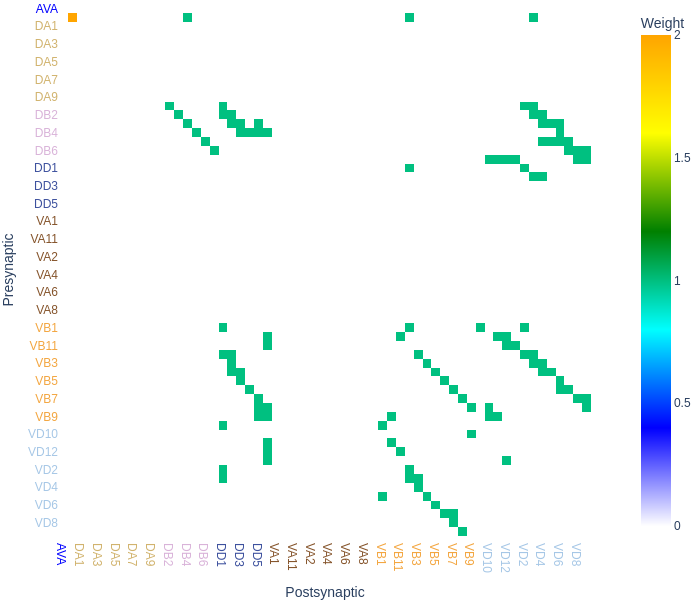 Weight
AVA
DA1
DA3
DA5
DA7
DA9
DB2
DB4
DB6
DD1
DD3
DD5
VA1
VA11
VA2
VA4
VA6
VA8
VB1
VB11
VB3
VB5
VB7
VB9
VD10
VD12
VD2
VD4
VD6
VD8
Presynaptic
2
1.5
1
0.5
0
AVA DA1 DA3 DA5 DA7 DA9 DB2 DB4 DB6 DD1 DD3 DD5 VA1 VA11 VA2 VA4 VA6 VA8 VB1 VB11 VB3 VB5 VB7 VB9 VD10 VD12 VD2 VD4 VD6 VD8
Postsynaptic